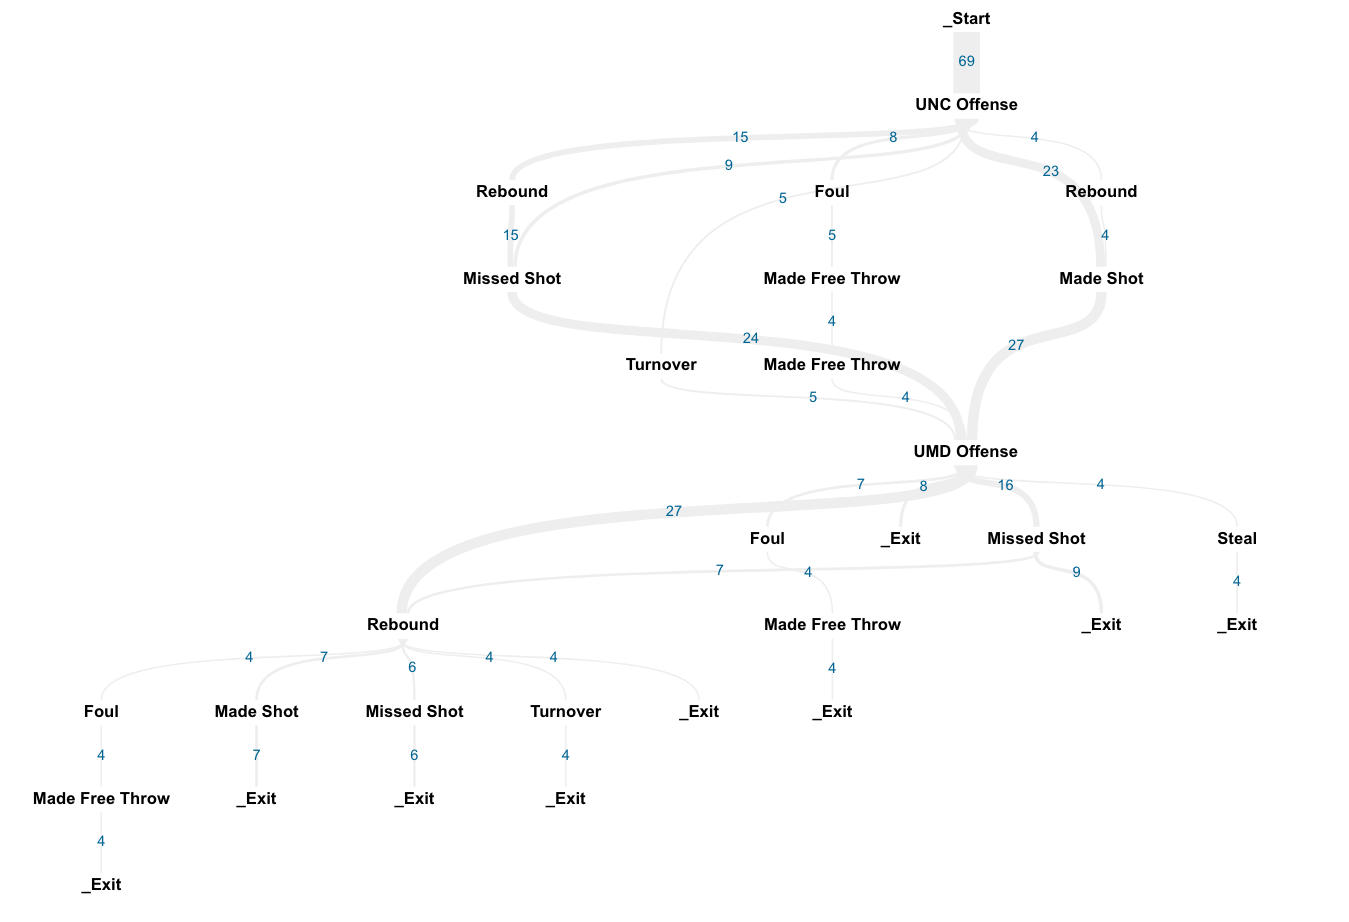 _Start
69
UNC Offense
15 8 4
9 23
Rebound 5 Foul Rebound
15 5 4
Missed Shot Made Free Throw Made Shot
4
24 27
Turnover Made Free Throw
5 4
UMD Offense
7 8 16 4
27
Foul _Exit Missed Shot Steal
7 4 9 4
Rebound Made Free Throw _Exit _Exit
4 7 6 4 4 4
Foul Made Shot Missed Shot Turnover _Exit _Exit
4 7 6 4
Made Free Throw _Exit _Exit _Exit
4
_Exit